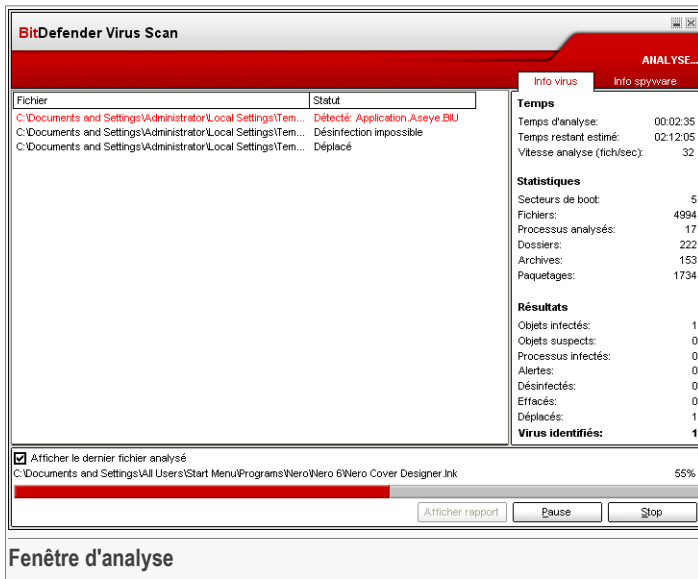 BitDefender Virus Scan
ANALYSE...
Info virus Info spyware
Fichier Statut
C:\Documents and Settings\Administrator\Local Settings\Tem... Détecté: Application.Aseye.BIU
C:\Documents and Settings\Administrator\Local Settings\Tem... Désinfection impossible
C:\Documents and Settings\Administrator\Local Settings\Tem... Déplacé
Temps
Temps d'analyse: 00:02:35
Temps restant estimé: 02:12:05
Vitesse analyse (fich/sec): 32
Statistiques
Secteurs de boot: 5
Fichiers: 4994
Processus analysés: 17
Dossiers: 222
Archives: 153
Paquetages: 1734
Résultats
Objets infectés: 1
Objets suspects: 0
Processus infectés: 0
Alertes: 0
Désinfectés: 0
Effacés: 0
Déplacés: 1
Virus identifiés: 1
Afficher le dernier fichier analysé
C:\Documents and Settings\All Users\Start Menu\Programs\Nero\Nero 6\Nero Cover Designer.lnk 55%
Afficher rapport Pause Stop
Fenêtre d'analyse